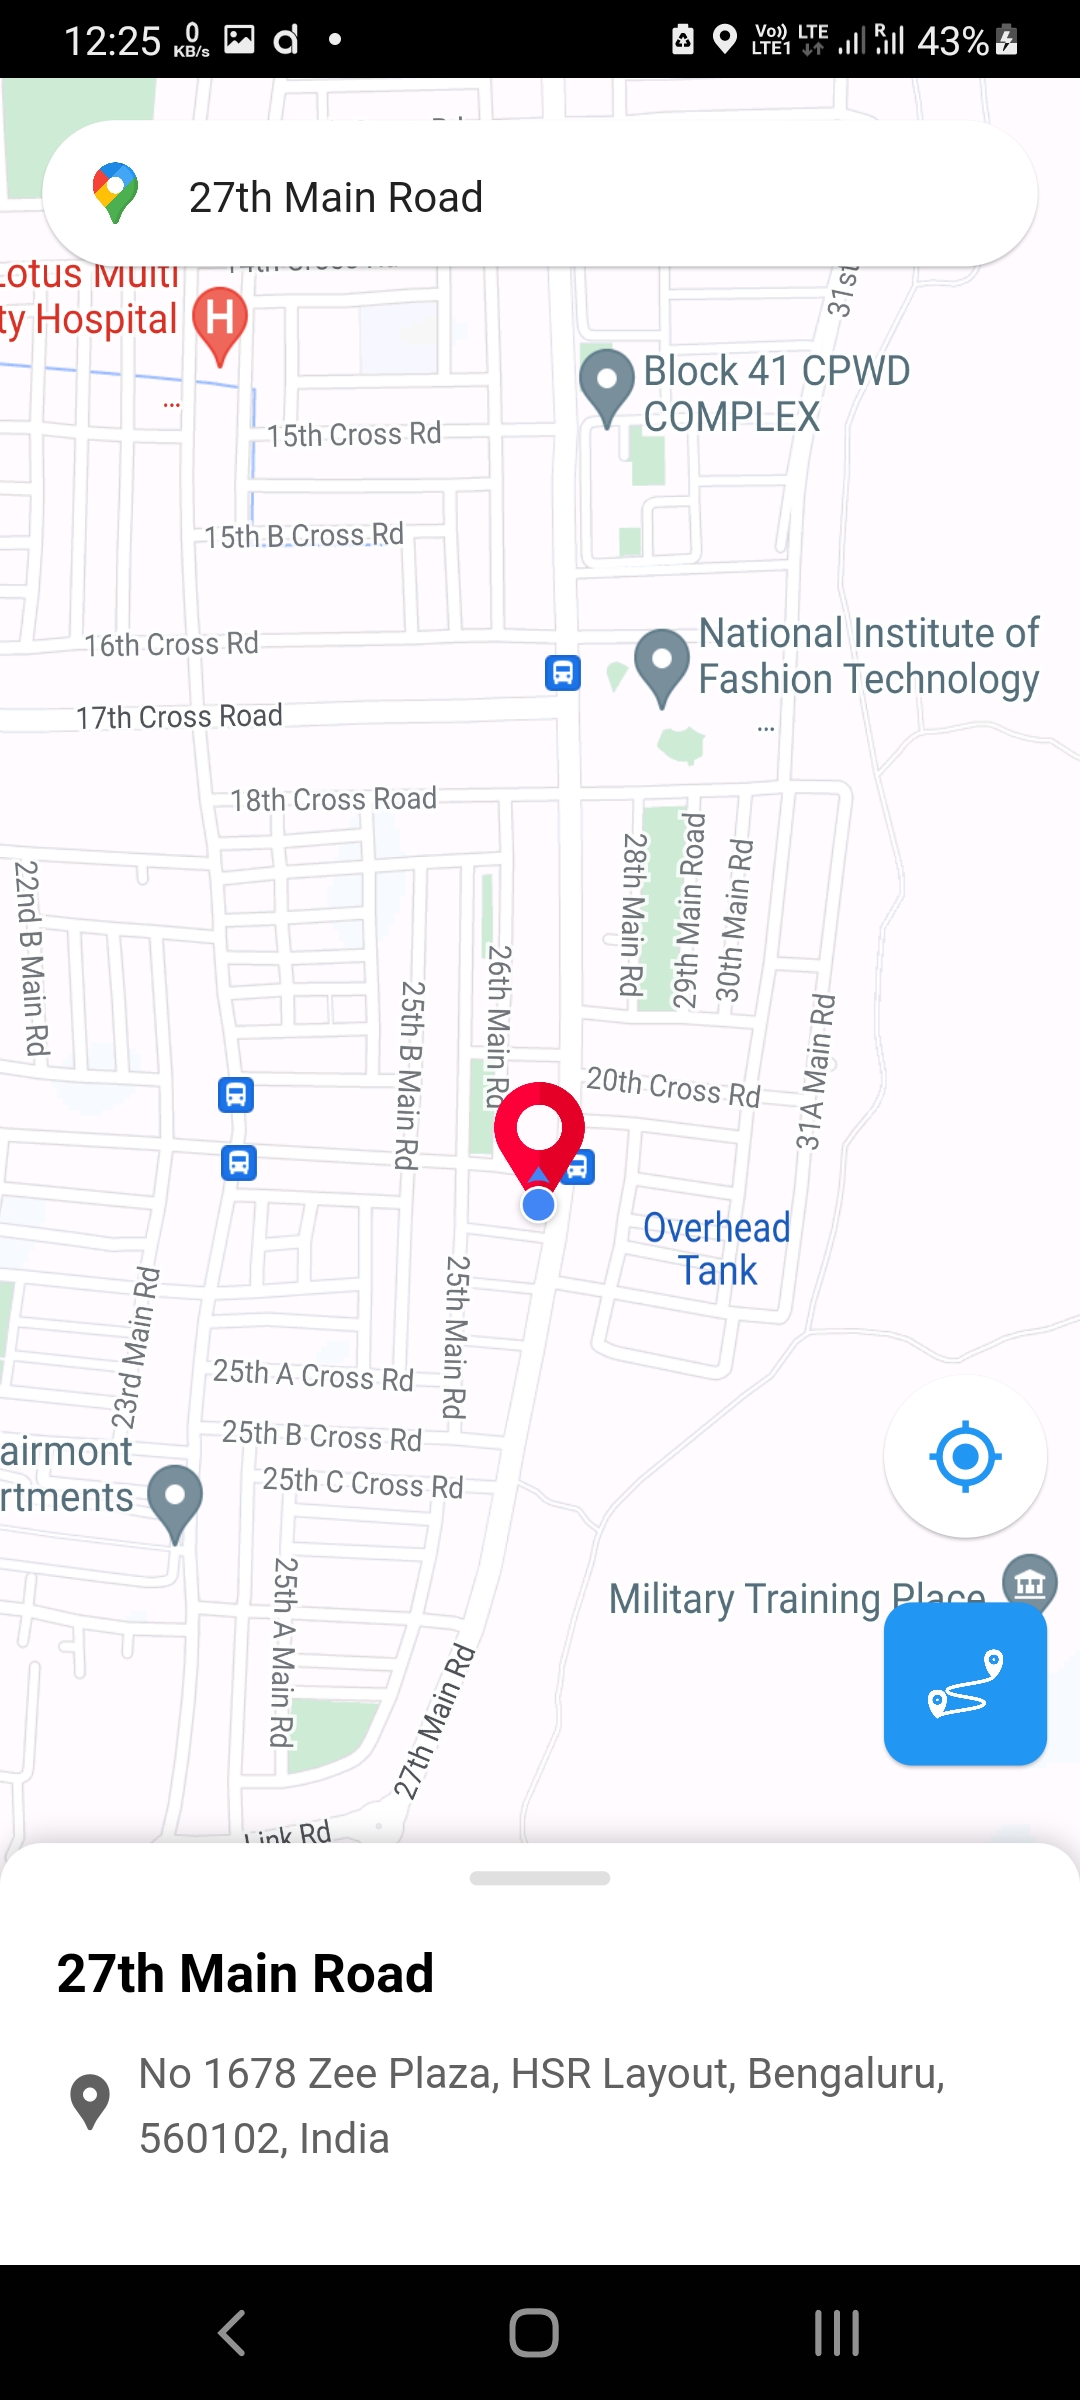 12:25 0 KB/s Vo)) LTE1 LTE R 43%
27th Main Road
Lotus Multi
ty Hospital
14th Cross Rd
31st
Block 41 CPWD
COMPLEX
15th Cross Rd
15th B Cross Rd
16th Cross Rd
National Institute of
Fashion Technology
17th Cross Road
18th Cross Road
22nd B Main Rd
28th Main Rd
29th Main Road
30th Main Rd
26th Main Rd
25th B Main Rd
31A Main Rd
20th Cross Rd
Overhead
Tank
25th Main Rd
23rd Main Rd
25th A Cross Rd
25th B Cross Rd
25th C Cross Rd
airmont
rtments
25th A Main Rd
Military Training Place
27th Main Rd
Link Rd
27th Main Road
No 1678 Zee Plaza, HSR Layout, Bengaluru,
560102, India